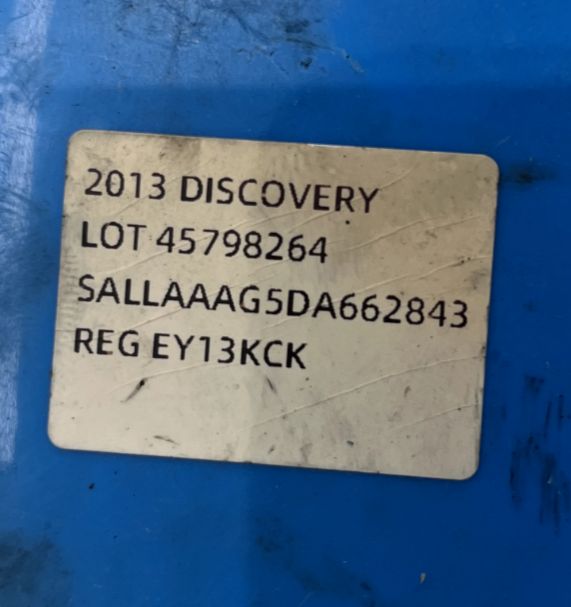 2013 DISCOVERY
LOT 45798264
SALLAAAG5DA662843
REG EY13KCK